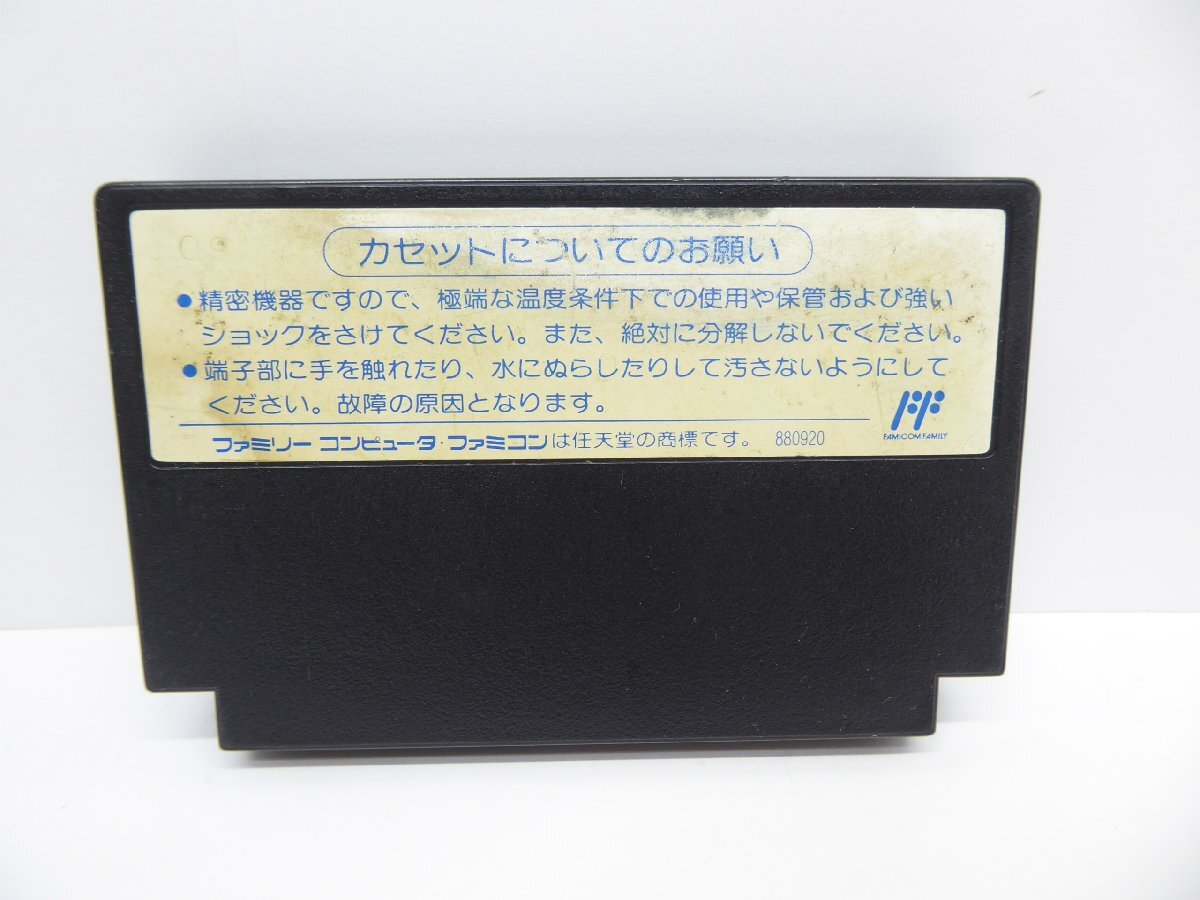 カセットについてのお願い
●精密機器ですので、極端な温度条件下での使用や保管および強い
ショックをさけてください。また、絶対に分解しないでください。
●端子部に手を触れたり、水にぬらしたりして汚さないようにして
ください。故障の原因となります。
FAMICOM FAMILY
ファミリー コンピュータ・ファミコンは任天堂の商標です。 880920